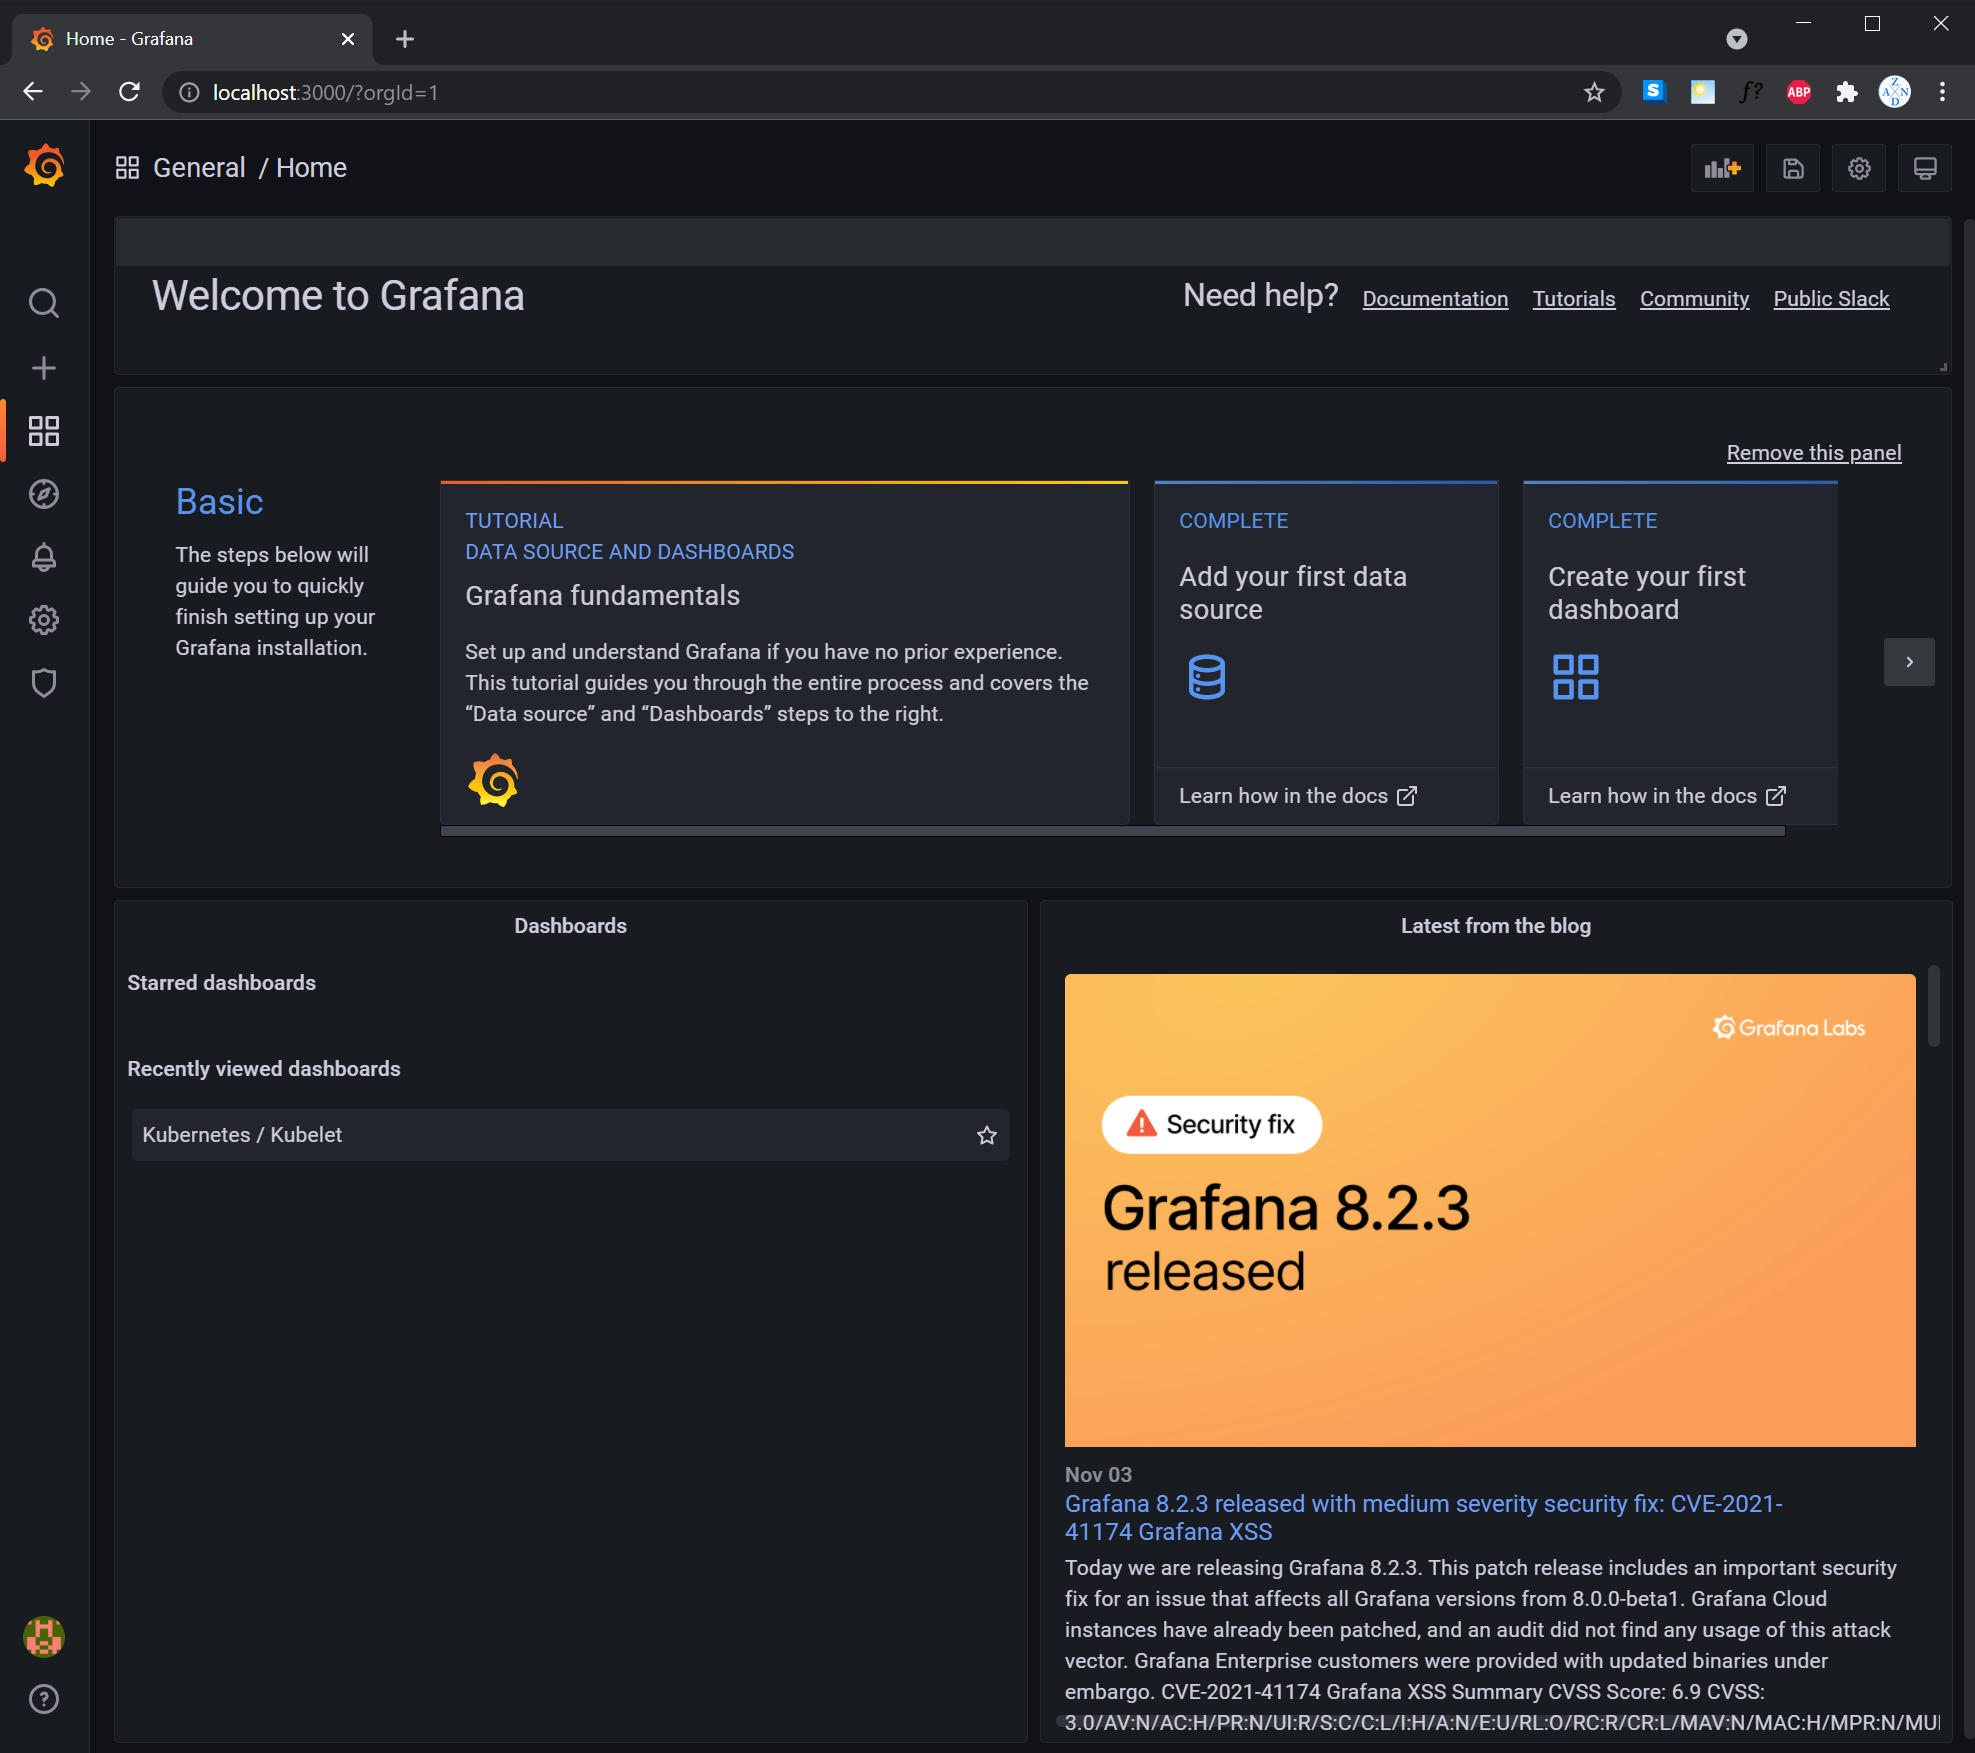 Home - Grafana
localhost:3000/?orgId=1
S
f?
ABP
Z
A N
D
General / Home
Welcome to Grafana
Need help? Documentation Tutorials Community Public Slack
Remove this panel
Basic
The steps below will
guide you to quickly
finish setting up your
Grafana installation.
TUTORIAL
DATA SOURCE AND DASHBOARDS
Grafana fundamentals
Set up and understand Grafana if you have no prior experience.
This tutorial guides you through the entire process and covers the
“Data source” and “Dashboards” steps to the right.
COMPLETE
Add your first data
source
Learn how in the docs
COMPLETE
Create your first
dashboard
Learn how in the docs
Dashboards
Starred dashboards
Recently viewed dashboards
Kubernetes / Kubelet
Latest from the blog
Grafana Labs
Security fix
Grafana 8.2.3
released
Nov 03
Grafana 8.2.3 released with medium severity security fix: CVE-2021-
41174 Grafana XSS
Today we are releasing Grafana 8.2.3. This patch release includes an important security
fix for an issue that affects all Grafana versions from 8.0.0-beta1. Grafana Cloud
instances have already been patched, and an audit did not find any usage of this attack
vector. Grafana Enterprise customers were provided with updated binaries under
embargo. CVE-2021-41174 Grafana XSS Summary CVSS Score: 6.9 CVSS:
3.0/AV:N/AC:H/PR:N/UI:R/S:C/C:L/I:H/A:N/E:U/RL:O/RC:R/CR:L/MAV:N/MAC:H/MPR:N/MUI